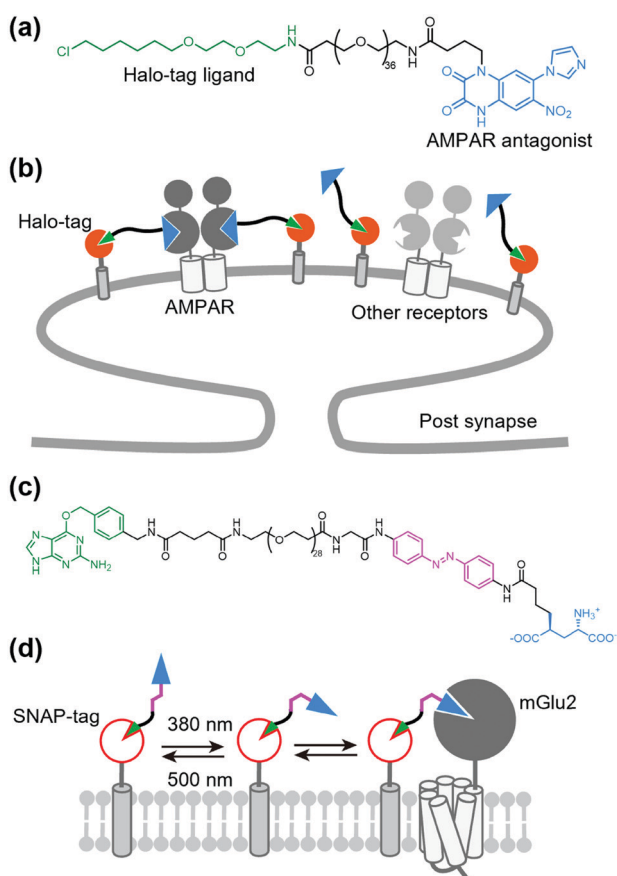 (a)
Cl
O
O
H
N
O
O
36
N
H
O
O
O
N
N
H
N
N
NO₂
Halo-tag ligand
AMPAR antagonist
(b)
Halo-tag
AMPAR
Other receptors
Post synapse
(c)
O
N
N
N
H
N
NH₂
H
N
O
O
H
N
O
28
O
H
N
O
H
N
N
N
N
H
O
NH₃⁺
⁻OOC
COO⁻
(d)
SNAP-tag
380 nm
500 nm
mGlu2